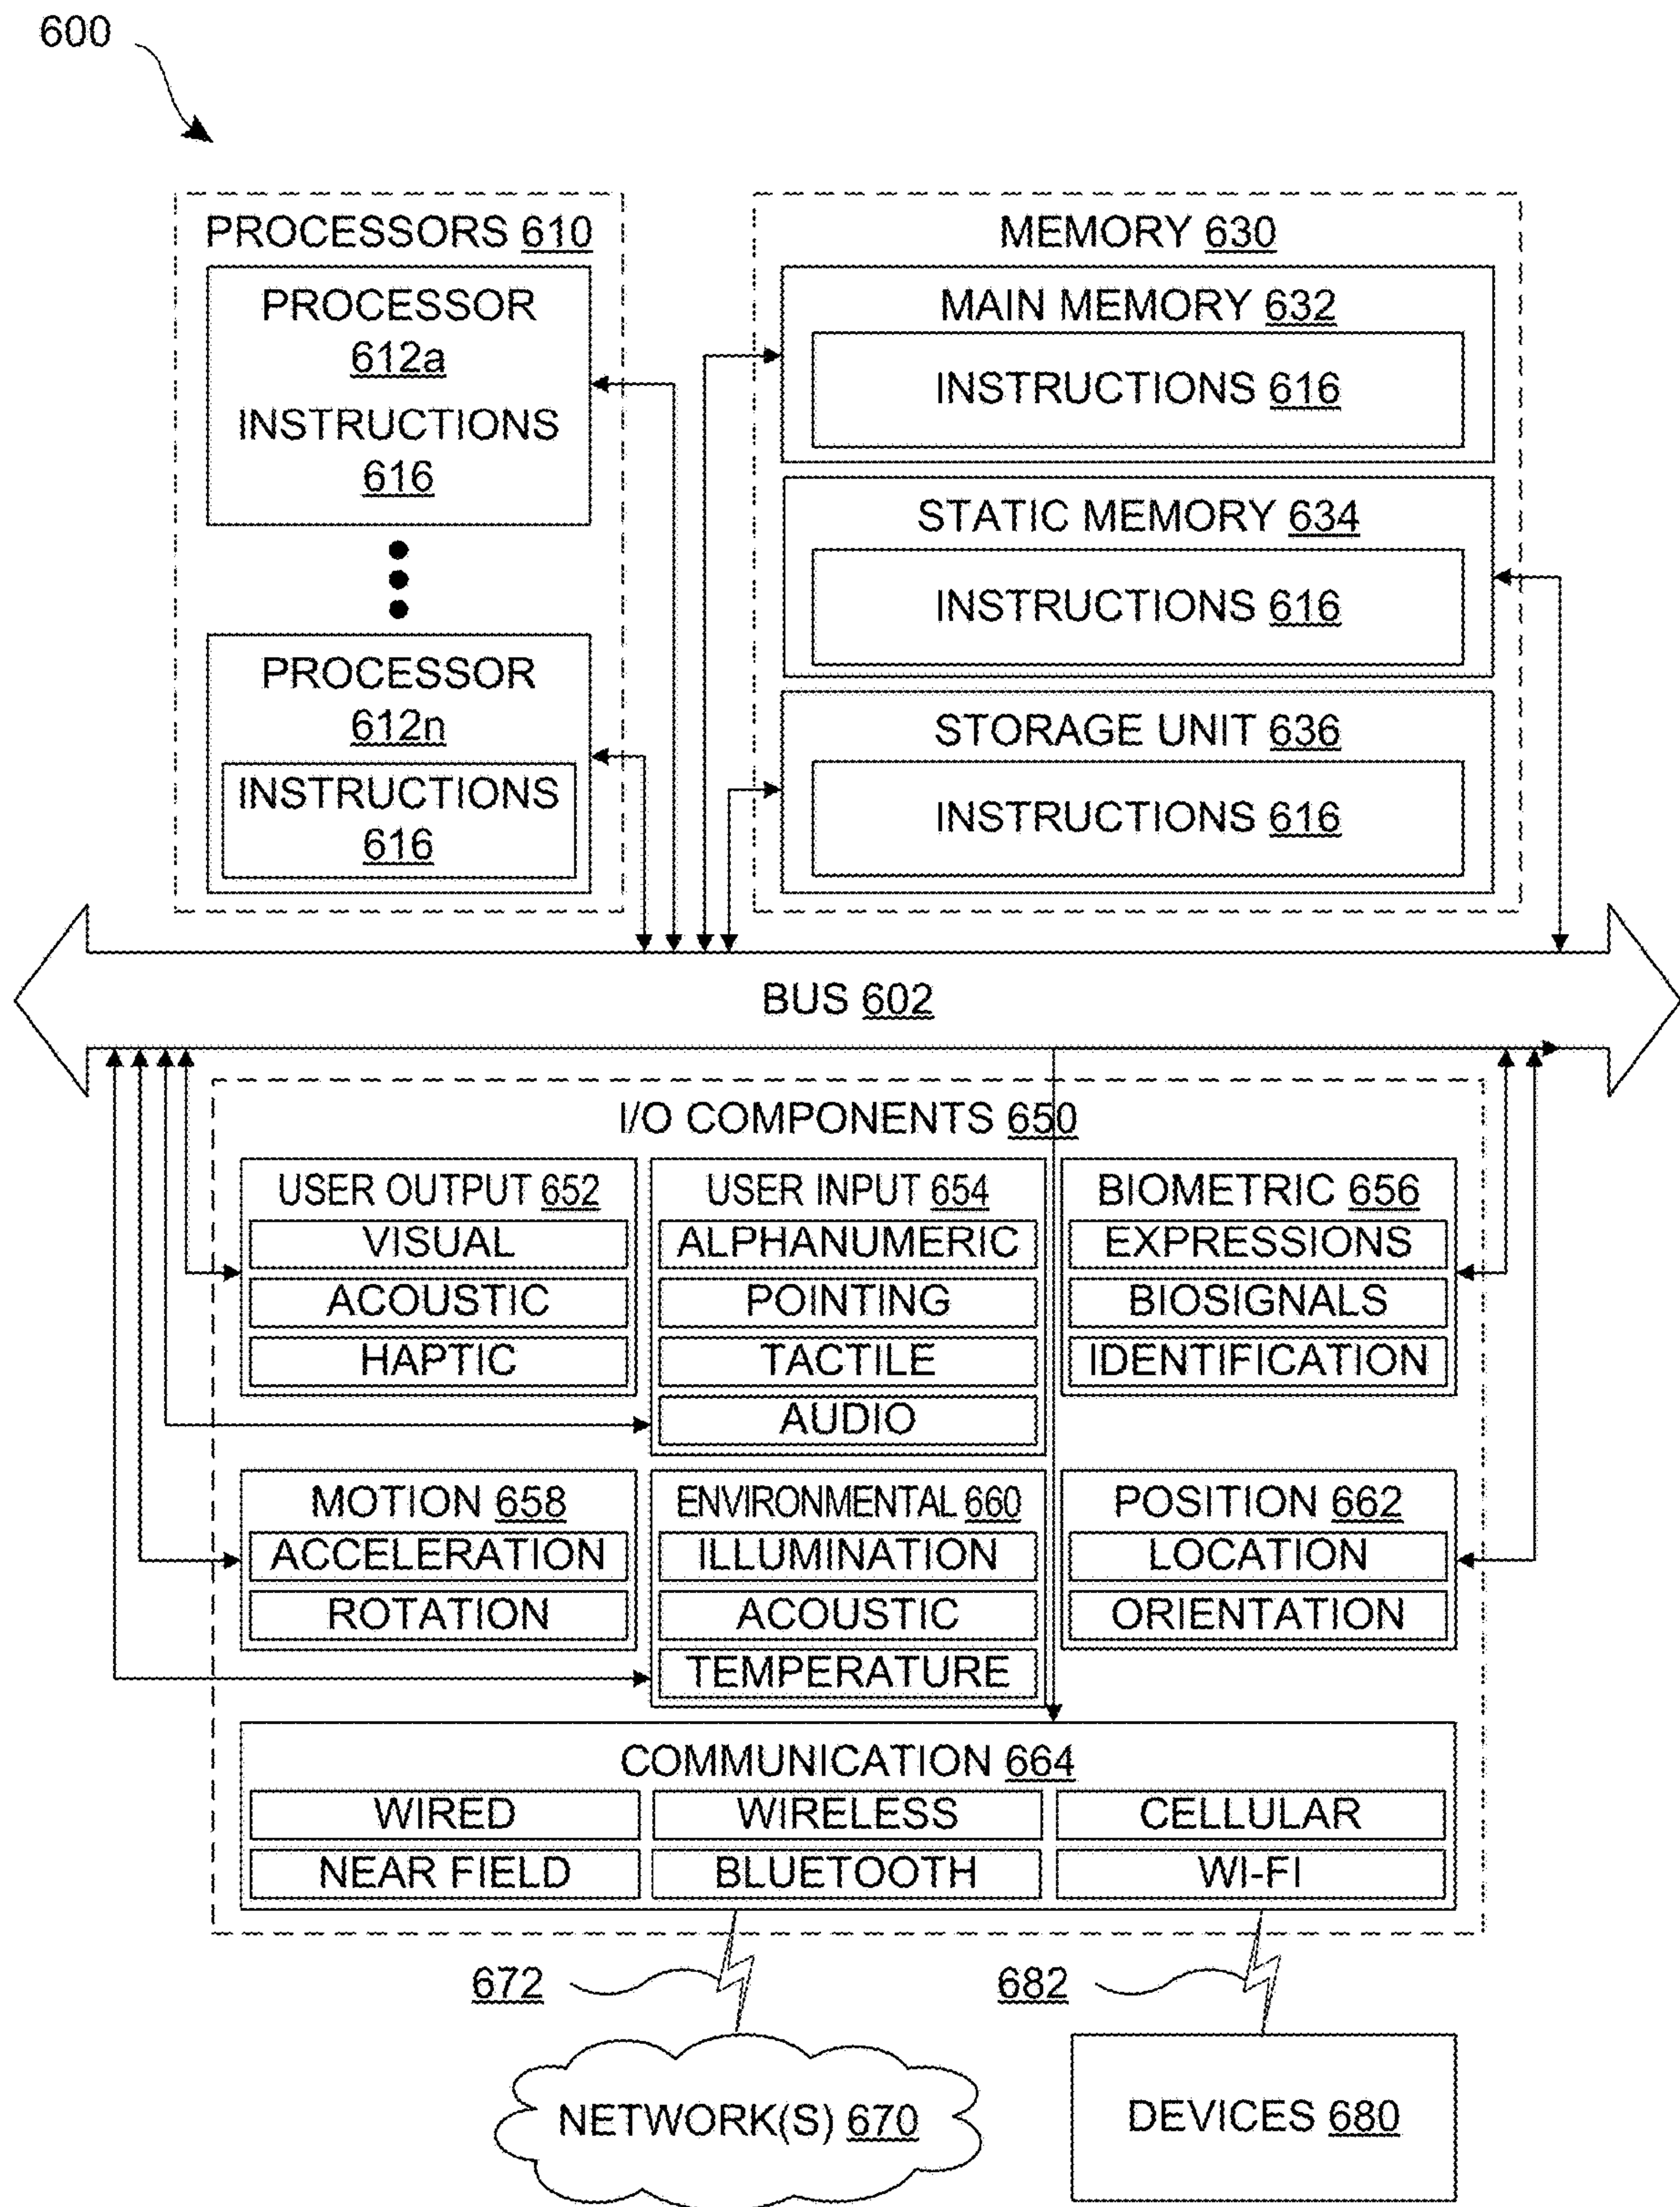 600
PROCESSORS 610
PROCESSOR
612a
INSTRUCTIONS
616
PROCESSOR
612n
INSTRUCTIONS
616
MEMORY 630
MAIN MEMORY 632
INSTRUCTIONS 616
STATIC MEMORY 634
INSTRUCTIONS 616
STORAGE UNIT 636
INSTRUCTIONS 616
BUS 602
I/O COMPONENTS 650
USER OUTPUT 652
VISUAL
ACOUSTIC
HAPTIC
USER INPUT 654
ALPHANUMERIC
POINTING
TACTILE
AUDIO
BIOMETRIC 656
EXPRESSIONS
BIOSIGNALS
IDENTIFICATION
MOTION 658
ACCELERATION
ROTATION
ENVIRONMENTAL 660
ILLUMINATION
ACOUSTIC
TEMPERATURE
POSITION 662
LOCATION
ORIENTATION
COMMUNICATION 664
WIRED
WIRELESS
CELLULAR
NEAR FIELD
BLUETOOTH
WI-FI
672
682
NETWORK(S) 670
DEVICES 680